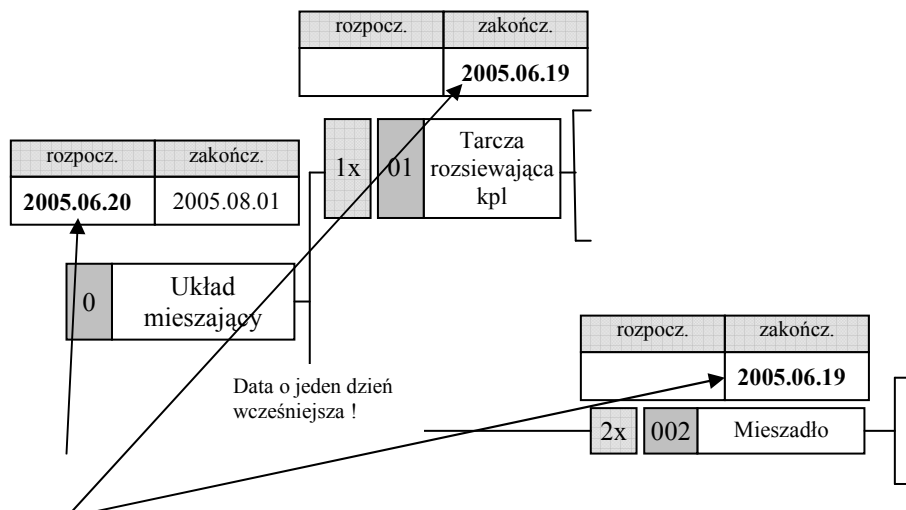 rozpocz. zakończ.
2005.06.19
1x 01 Tarcza
rozsiewająca
kpl
rozpocz. zakończ.
2005.06.20 2005.08.01
0 Układ
mieszający
Data o jeden dzień
wcześniejsza !
rozpocz. zakończ.
2005.06.19
2x 002 Mieszadło